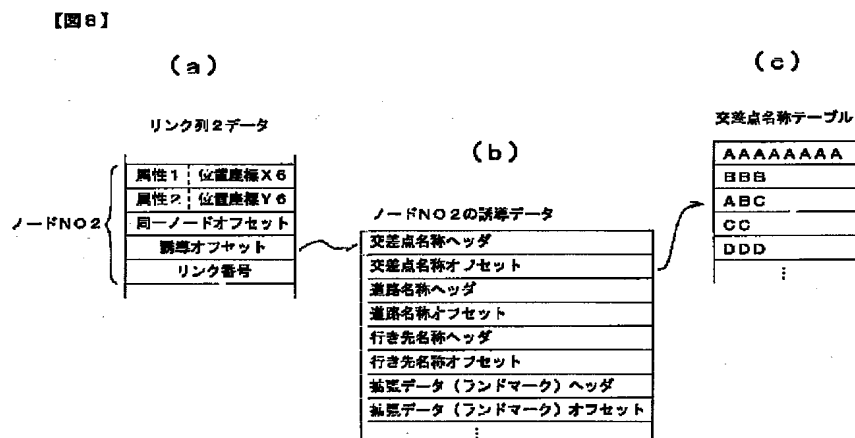 【図8】
(a)
リンク列2データ
ノードNO2
属性1 位置座標X6
属性2 位置座標Y6
同一ノードオフセット
誘導オフセット
リンク番号
(b)
ノードNO2の誘導データ
交差点名称ヘッダ
交差点名称オフセット
道路名称ヘッダ
道路名称オフセット
行き先名称ヘッダ
行き先名称オフセット
拡張データ(ランドマーク)ヘッダ
拡張データ(ランドマーク)オフセット
⋮
(c)
交差点名称テーブル
AAAAAAAA
BBB
ABC
CC
DDD
⋮